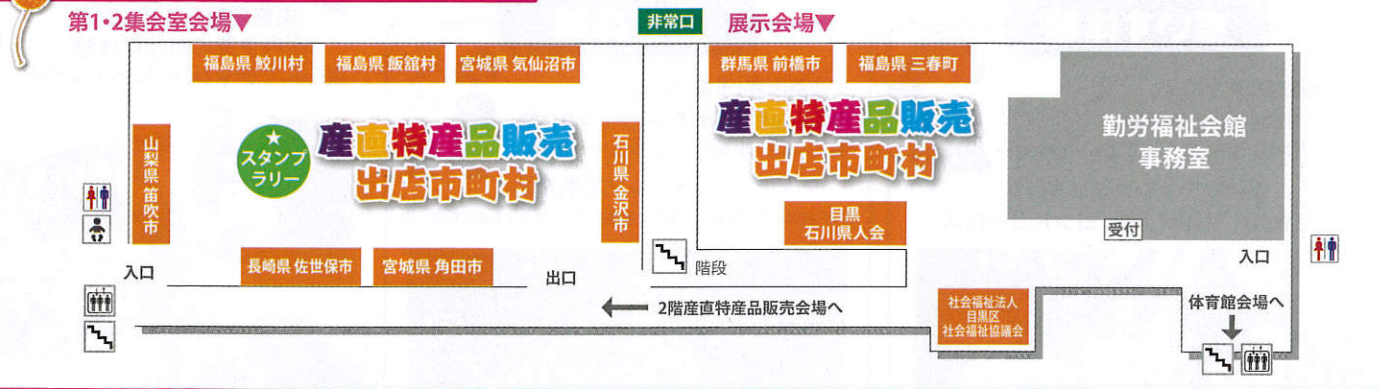 第1・2集会室会場▼
非常口
展示会場▼
福島県 鮫川村
福島県 飯舘村
宮城県 気仙沼市
群馬県 前橋市
福島県 三春町
山梨県 笛吹市
★
スタンプ
ラリー
産直特産品販売
出店市町村
石川県 金沢市
産直特産品販売
出店市町村
勤労福祉会館
事務室
目黒
石川県人会
受付
入口
長崎県 佐世保市
宮城県 角田市
出口
階段
入口
← 2階産直特産品販売会場へ
社会福祉法人
目黒区
社会福祉協議会
体育館会場へ